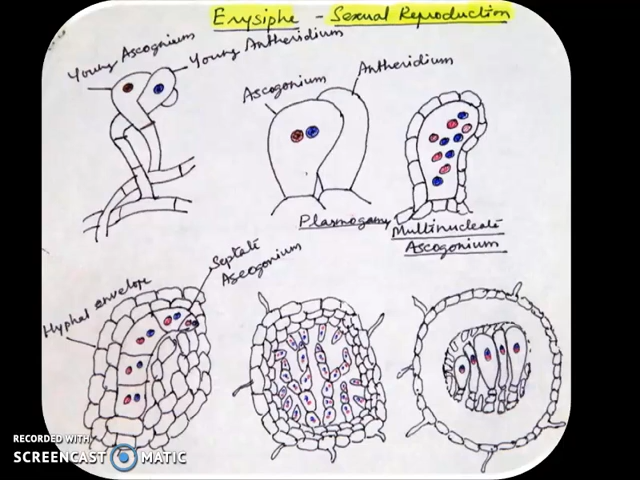 Erysiphe - Sexual Reproduction
Young Ascogonium
Young Antheridium
Ascogonium
Antheridium
Plasmogamy
Multinucleate
Ascogonium
Septate
Ascogonium
Hyphal envelope
RECORDED WITH
SCREENCAST MATIC